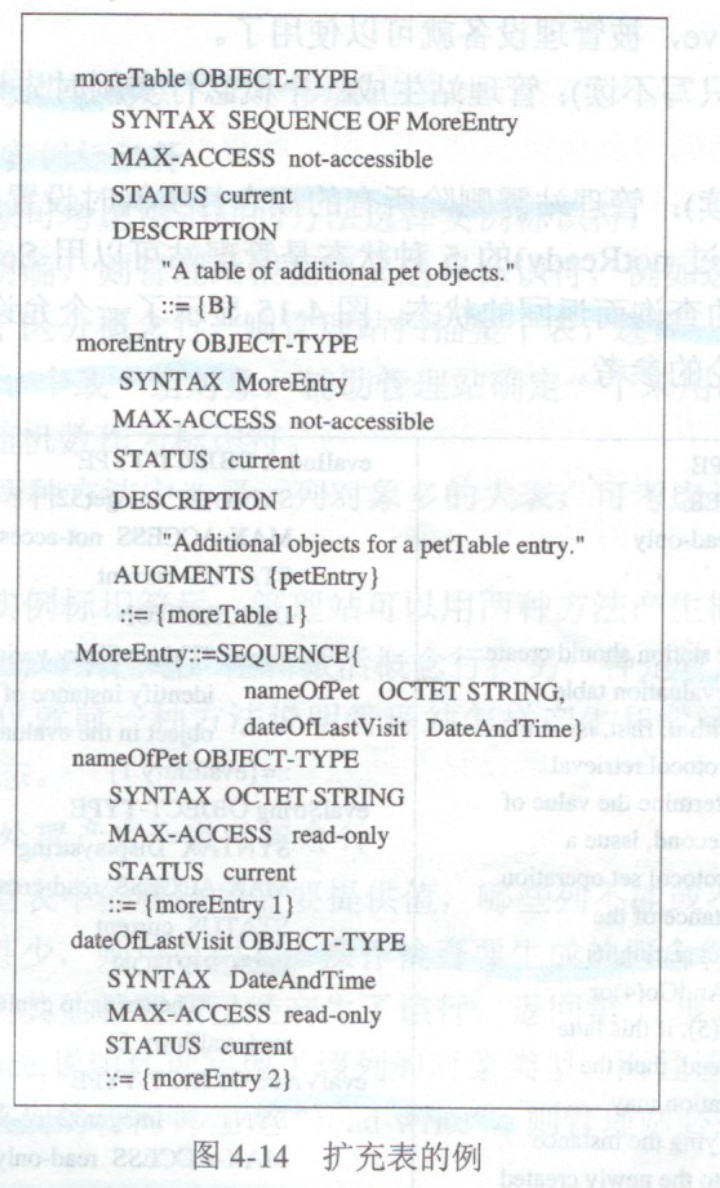 moreTable OBJECT-TYPE
SYNTAX SEQUENCE OF MoreEntry
MAX-ACCESS not-accessible
STATUS current
DESCRIPTION
"A table of additional pet objects."
::= {B}
moreEntry OBJECT-TYPE
SYNTAX MoreEntry
MAX-ACCESS not-accessible
STATUS current
DESCRIPTION
"Additional objects for a petTable entry."
AUGMENTS {petEntry}
::= {moreTable 1}
MoreEntry::=SEQUENCE{
nameOfPet OCTET STRING,
dateOfLastVisit DateAndTime}
nameOfPet OBJECT-TYPE
SYNTAX OCTET STRING
MAX-ACCESS read-only
STATUS current
::= {moreEntry 1}
dateOfLastVisit OBJECT-TYPE
SYNTAX DateAndTime
MAX-ACCESS read-only
STATUS current
::= {moreEntry 2}
图 4-14 扩充表的例